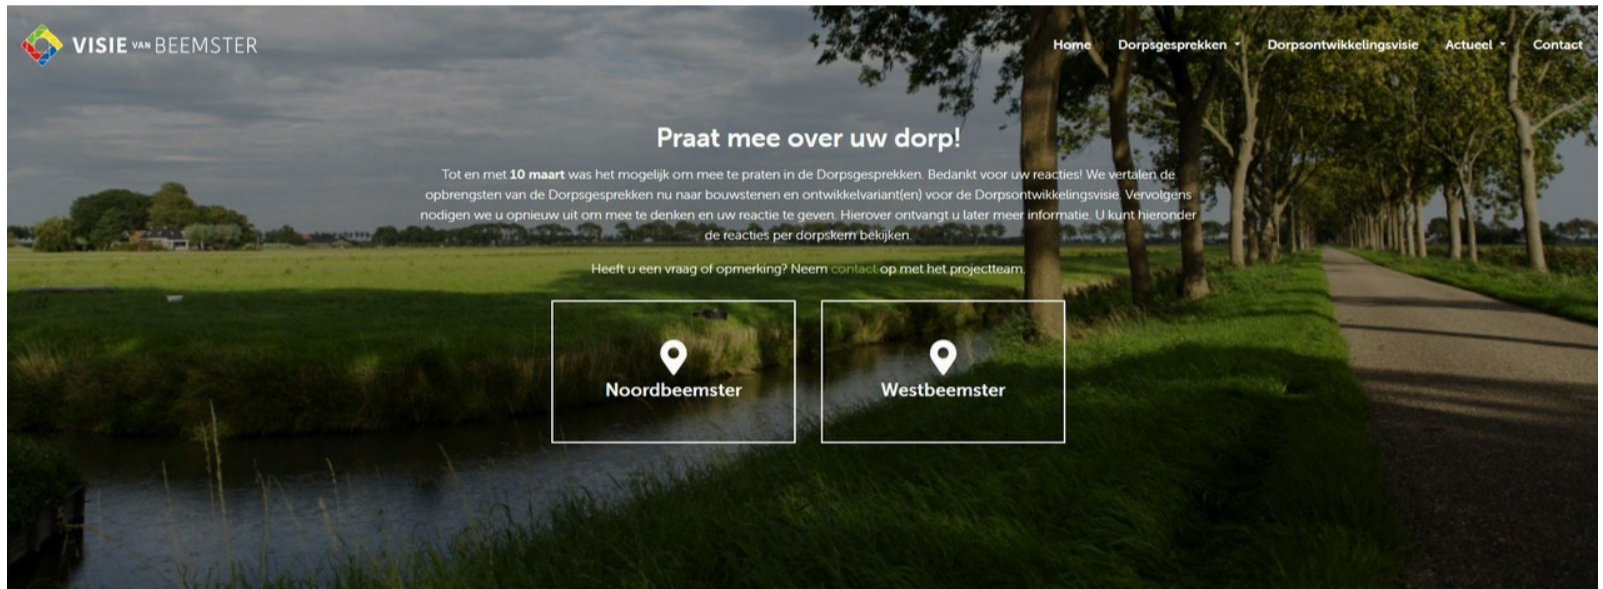 VISIE VAN BEEMSTER
Home Dorpsgesprekken Dorpsontwikkelingsvisie Actueel Contact
Praat mee over uw dorp!
Tot en met 10 maart was het mogelijk om mee te praten in de Dorpsgesprekken. Bedankt voor uw reacties! We vertalen de
opbrengsten van de Dorpsgesprekken nu naar bouwstenen en ontwikkelvariant(en) voor de Dorpsontwikkelingsvisie. Vervolgens
nodigen we u opnieuw uit om mee te denken en uw reactie te geven. Hierover ontvangt u later meer informatie. U kunt hieronder
de reacties per dorpskern bekijken.
Heeft u een vraag of opmerking? Neem contact op met het projectteam.
Noordbeemster
Westbeemster